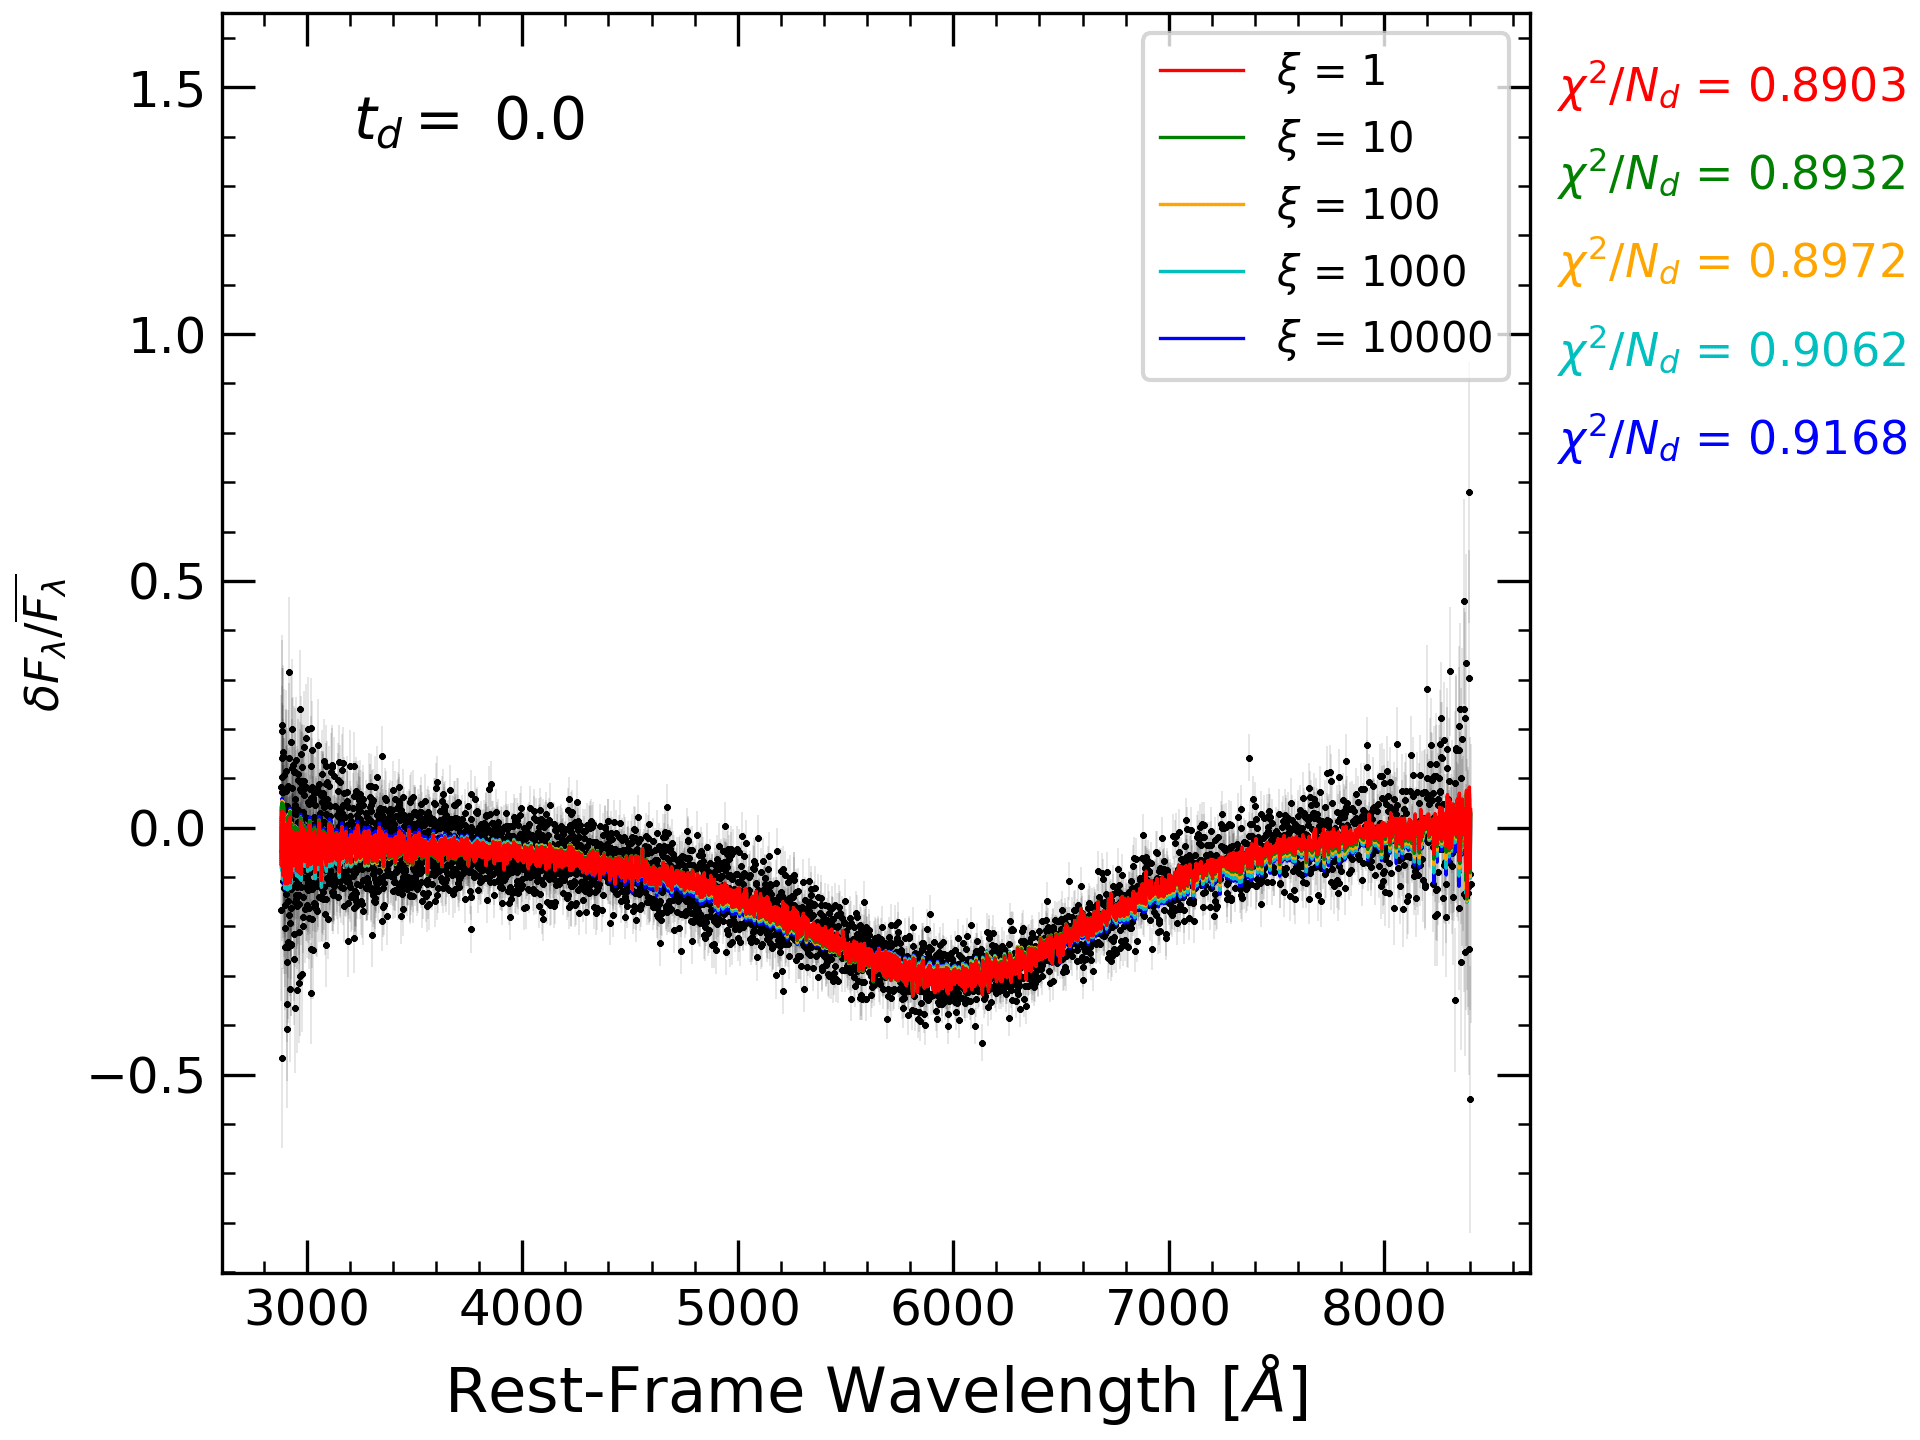 t_d = 0.0
ξ = 1
ξ = 10
ξ = 100
ξ = 1000
ξ = 10000
χ²/N_d = 0.8903
χ²/N_d = 0.8932
χ²/N_d = 0.8972
χ²/N_d = 0.9062
χ²/N_d = 0.9168
1.5
1.0
0.5
0.0
−0.5
δF_λ/F̅_λ
3000 4000 5000 6000 7000 8000
Rest-Frame Wavelength [Å]